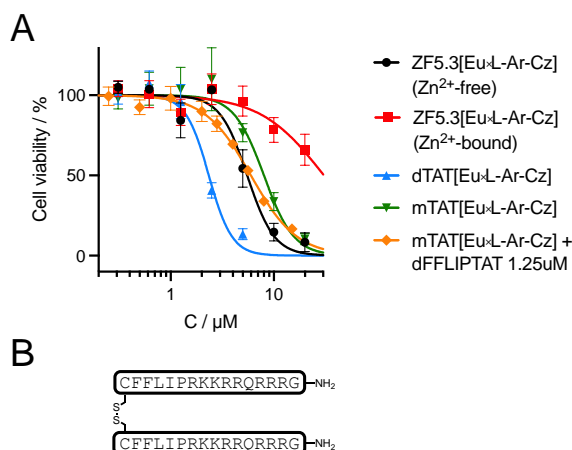 A
Cell viability / %
100
50
0
1
10
C / µM
ZF5.3[Eu×L-Ar-Cz]
(Zn²⁺-free)
ZF5.3[Eu×L-Ar-Cz]
(Zn²⁺-bound)
dTAT[Eu×L-Ar-Cz]
mTAT[Eu×L-Ar-Cz]
mTAT[Eu×L-Ar-Cz] +
dFFLIPTAT 1.25uM
B
CFFLIPRKKRRQRRRG—NH₂
S
S
CFFLIPRKKRRQRRRG—NH₂